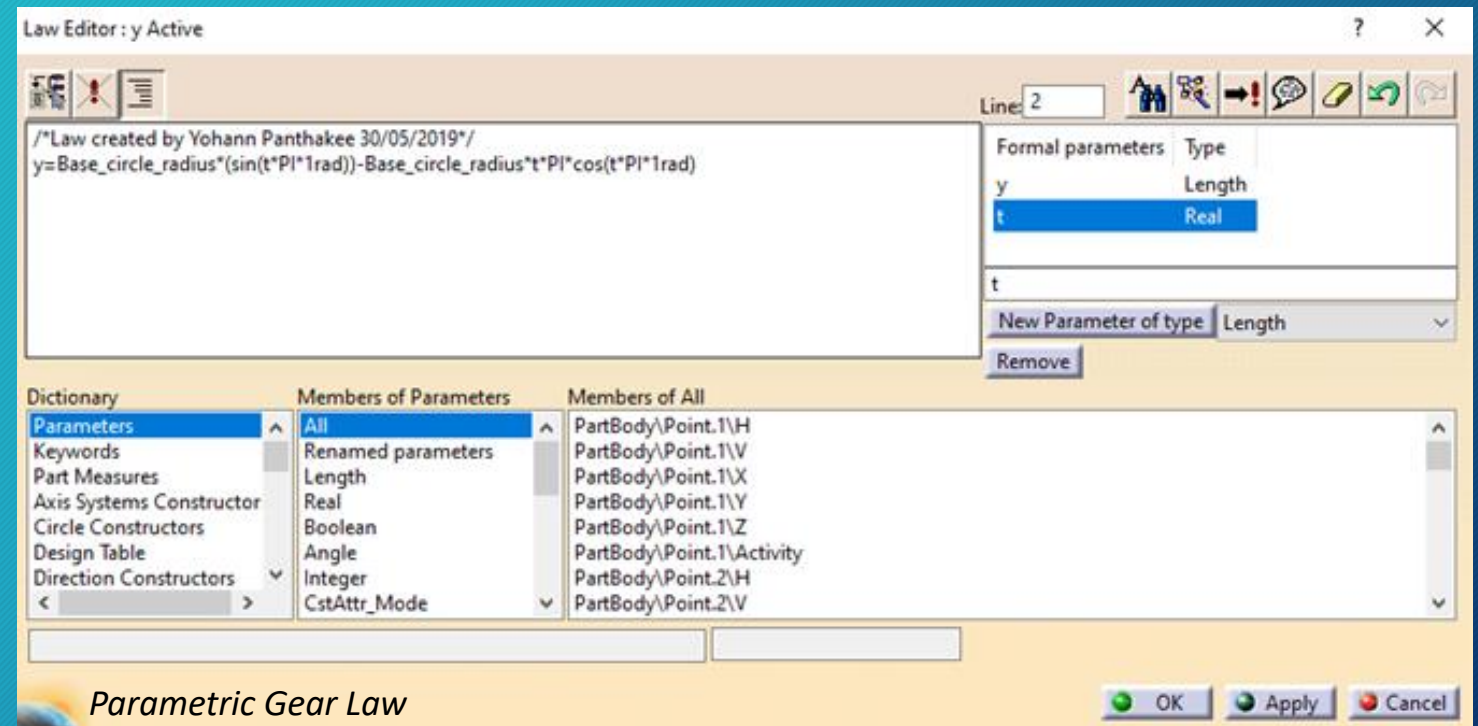 Law Editor : y Active
? ×
Line: 2
/*Law created by Yohann Panthakee 30/05/2019*/
y=Base_circle_radius*(sin(t*PI*1rad))-Base_circle_radius*t*PI*cos(t*PI*1rad)
Formal parameters Type
y Length
t Real
t
New Parameter of type Length
Remove
Dictionary Members of Parameters Members of All
Parameters All PartBody\Point.1\H
Keywords Renamed parameters PartBody\Point.1\V
Part Measures Length PartBody\Point.1\X
Axis Systems Constructor Real PartBody\Point.1\Y
Circle Constructors Boolean PartBody\Point.1\Z
Design Table Angle PartBody\Point.1\Activity
Direction Constructors Integer PartBody\Point.2\H
CstAttr_Mode PartBody\Point.2\V
Parametric Gear Law
OK Apply Cancel